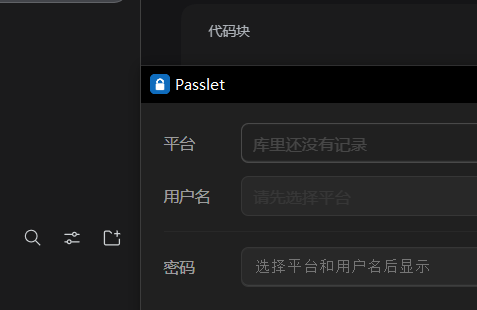 代码块
Passlet
平台
库里还没有记录
用户名
请先选择平台
密码
选择平台和用户名后显示